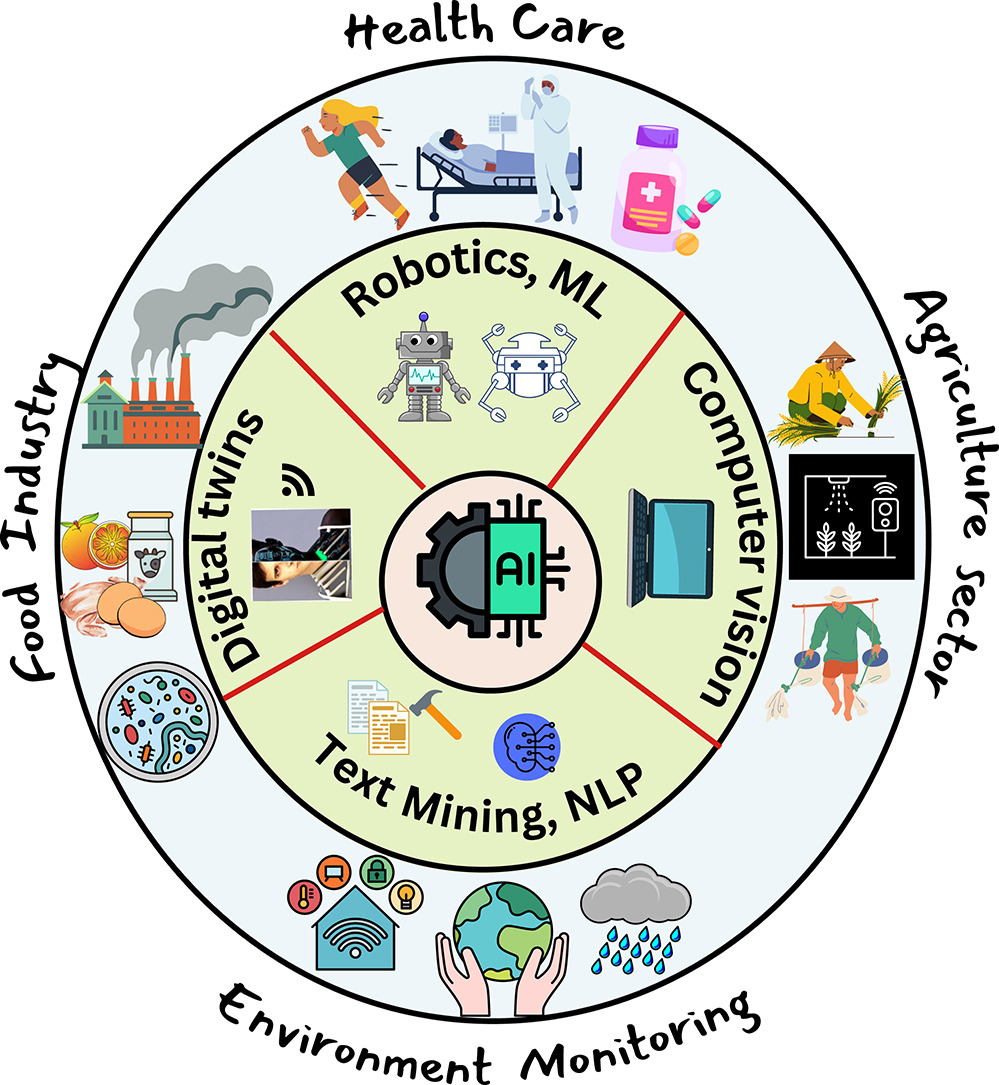 Health Care
Robotics, ML
Agriculture sector
Computer vision
Food Industry
Digital twins
AI
Text Mining, NLP
Environment Monitoring